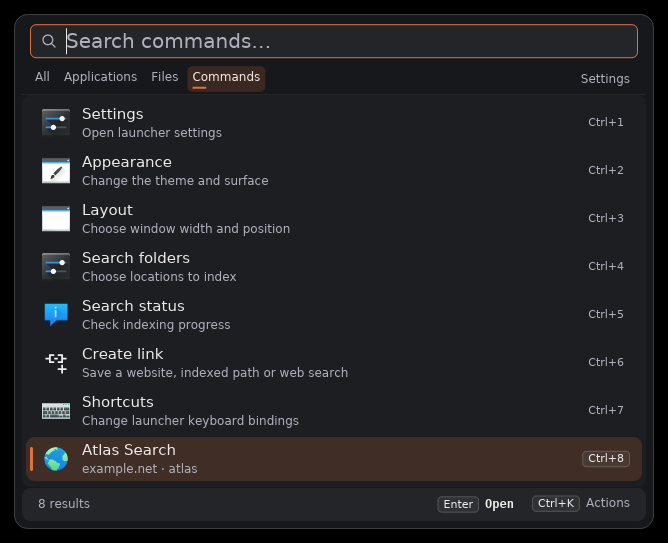 Search commands...
All Applications Files Commands Settings
Settings
Open launcher settings
Ctrl+1
Appearance
Change the theme and surface
Ctrl+2
Layout
Choose window width and position
Ctrl+3
Search folders
Choose locations to index
Ctrl+4
Search status
Check indexing progress
Ctrl+5
Create link
Save a website, indexed path or web search
Ctrl+6
Shortcuts
Change launcher keyboard bindings
Ctrl+7
Atlas Search
example.net · atlas
Ctrl+8
8 results Enter Open Ctrl+K Actions